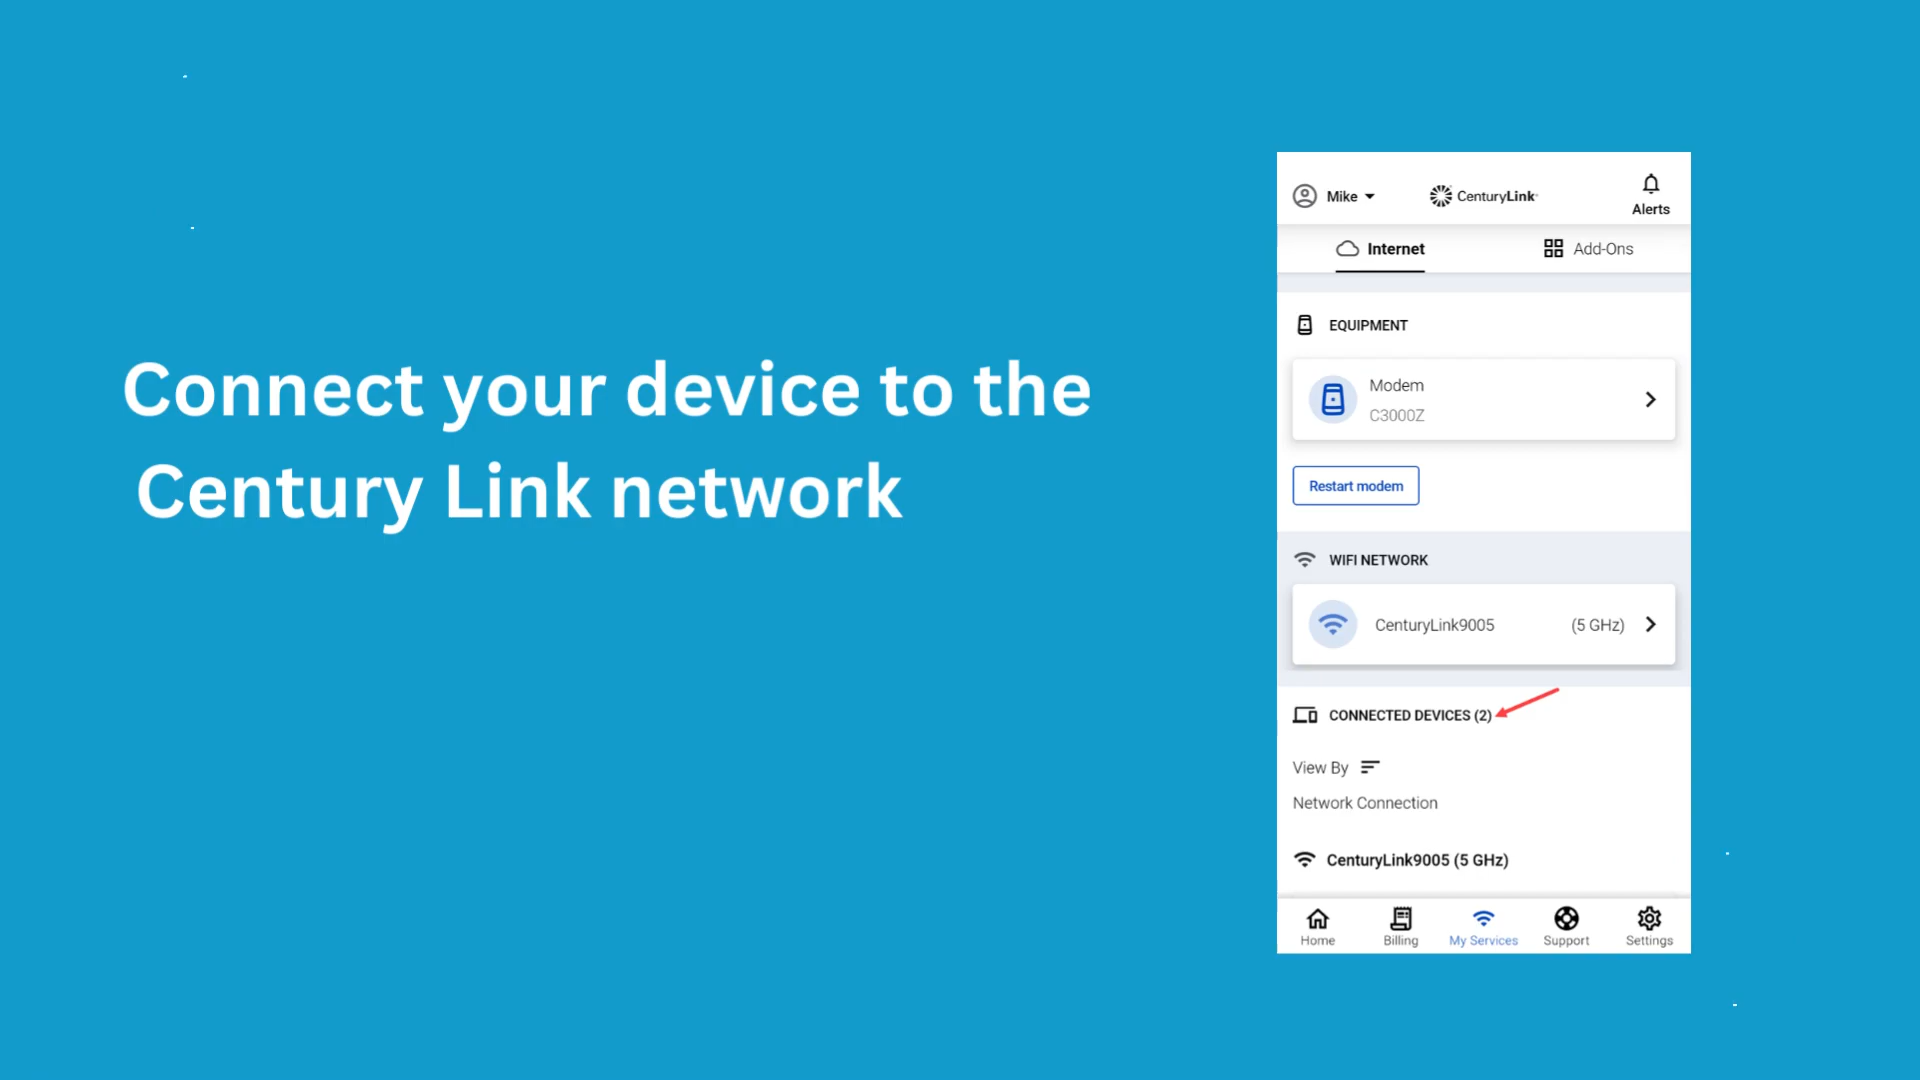 Connect your device to the
Century Link network
Mike
CenturyLink
Alerts
Internet
Add-Ons
EQUIPMENT
Modem
C3000Z
Restart modem
WIFI NETWORK
CenturyLink9005 (5 GHz)
CONNECTED DEVICES (2)
View By
Network Connection
CenturyLink9005 (5 GHz)
Home
Billing
My Services
Support
Settings